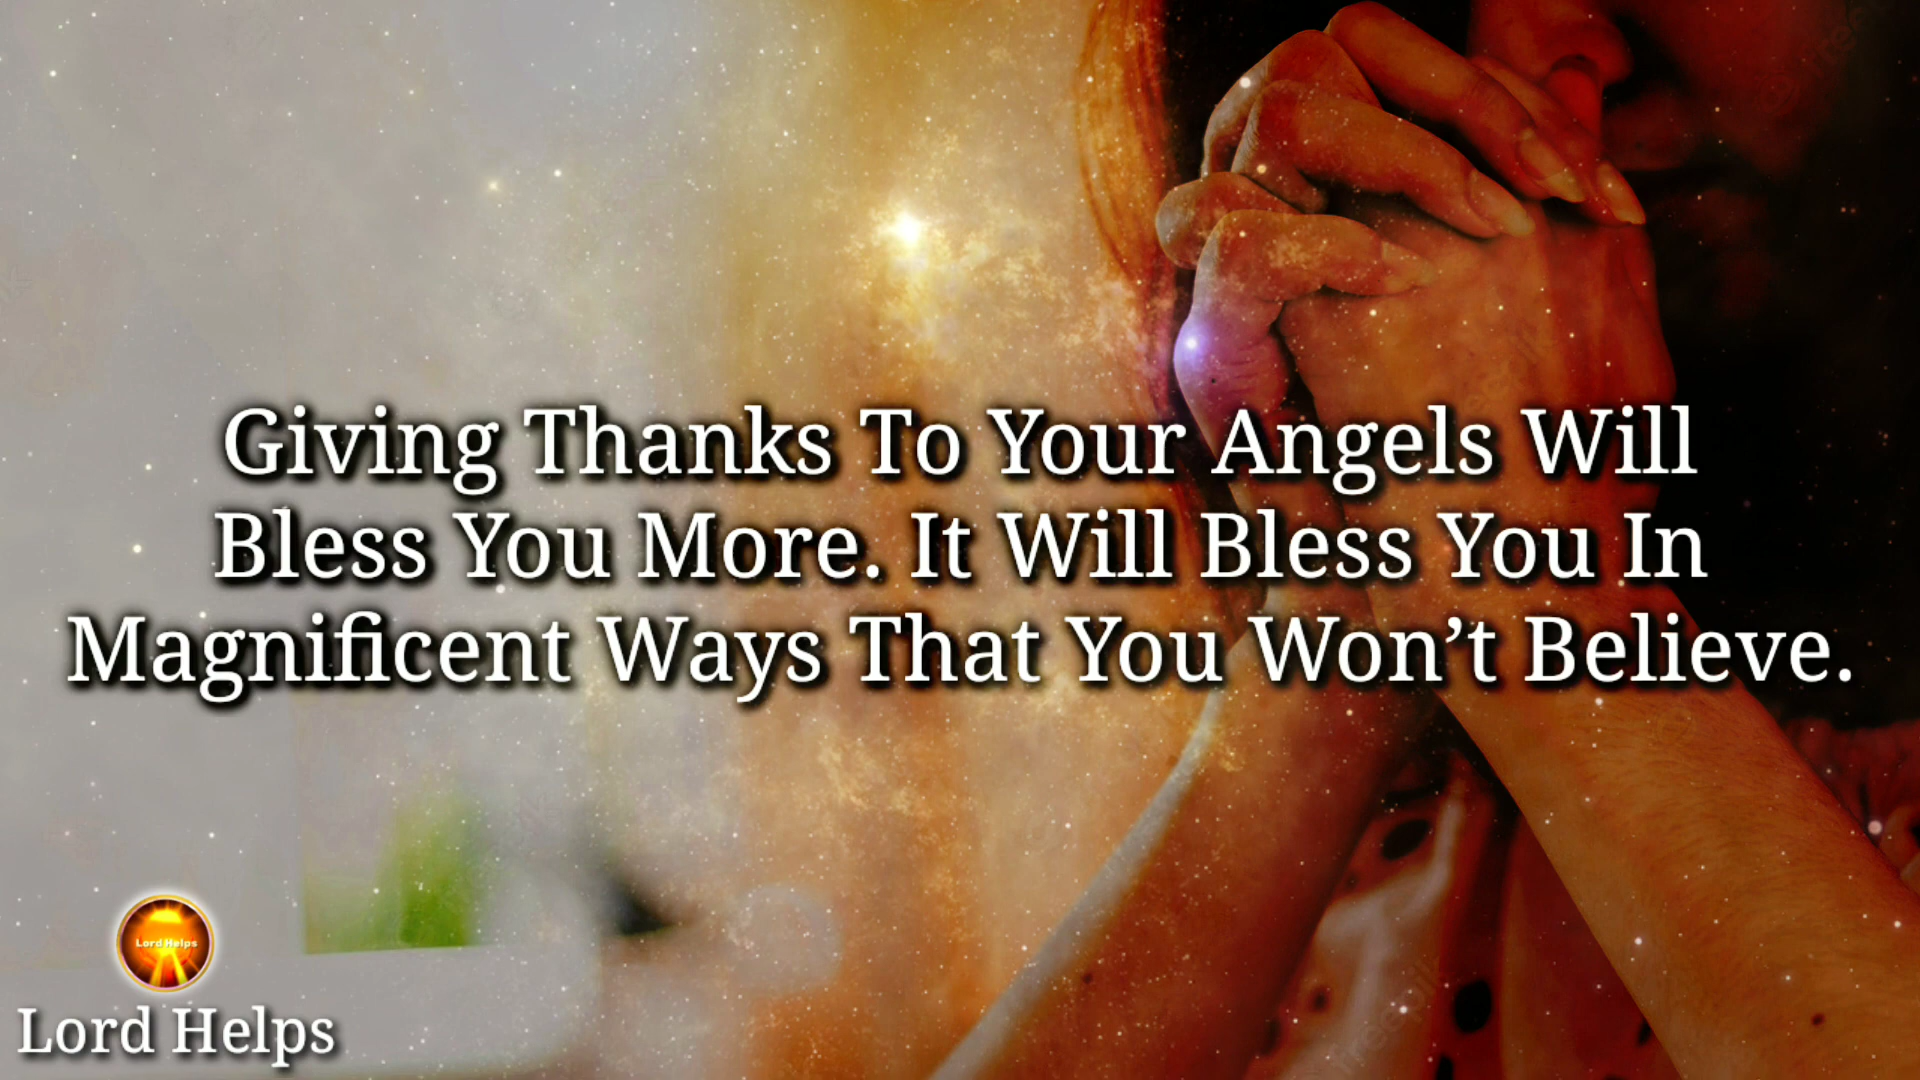 Giving Thanks To Your Angels Will
Bless You More. It Will Bless You In
Magnificent Ways That You Won’t Believe.
Lord Helps
Lord Helps